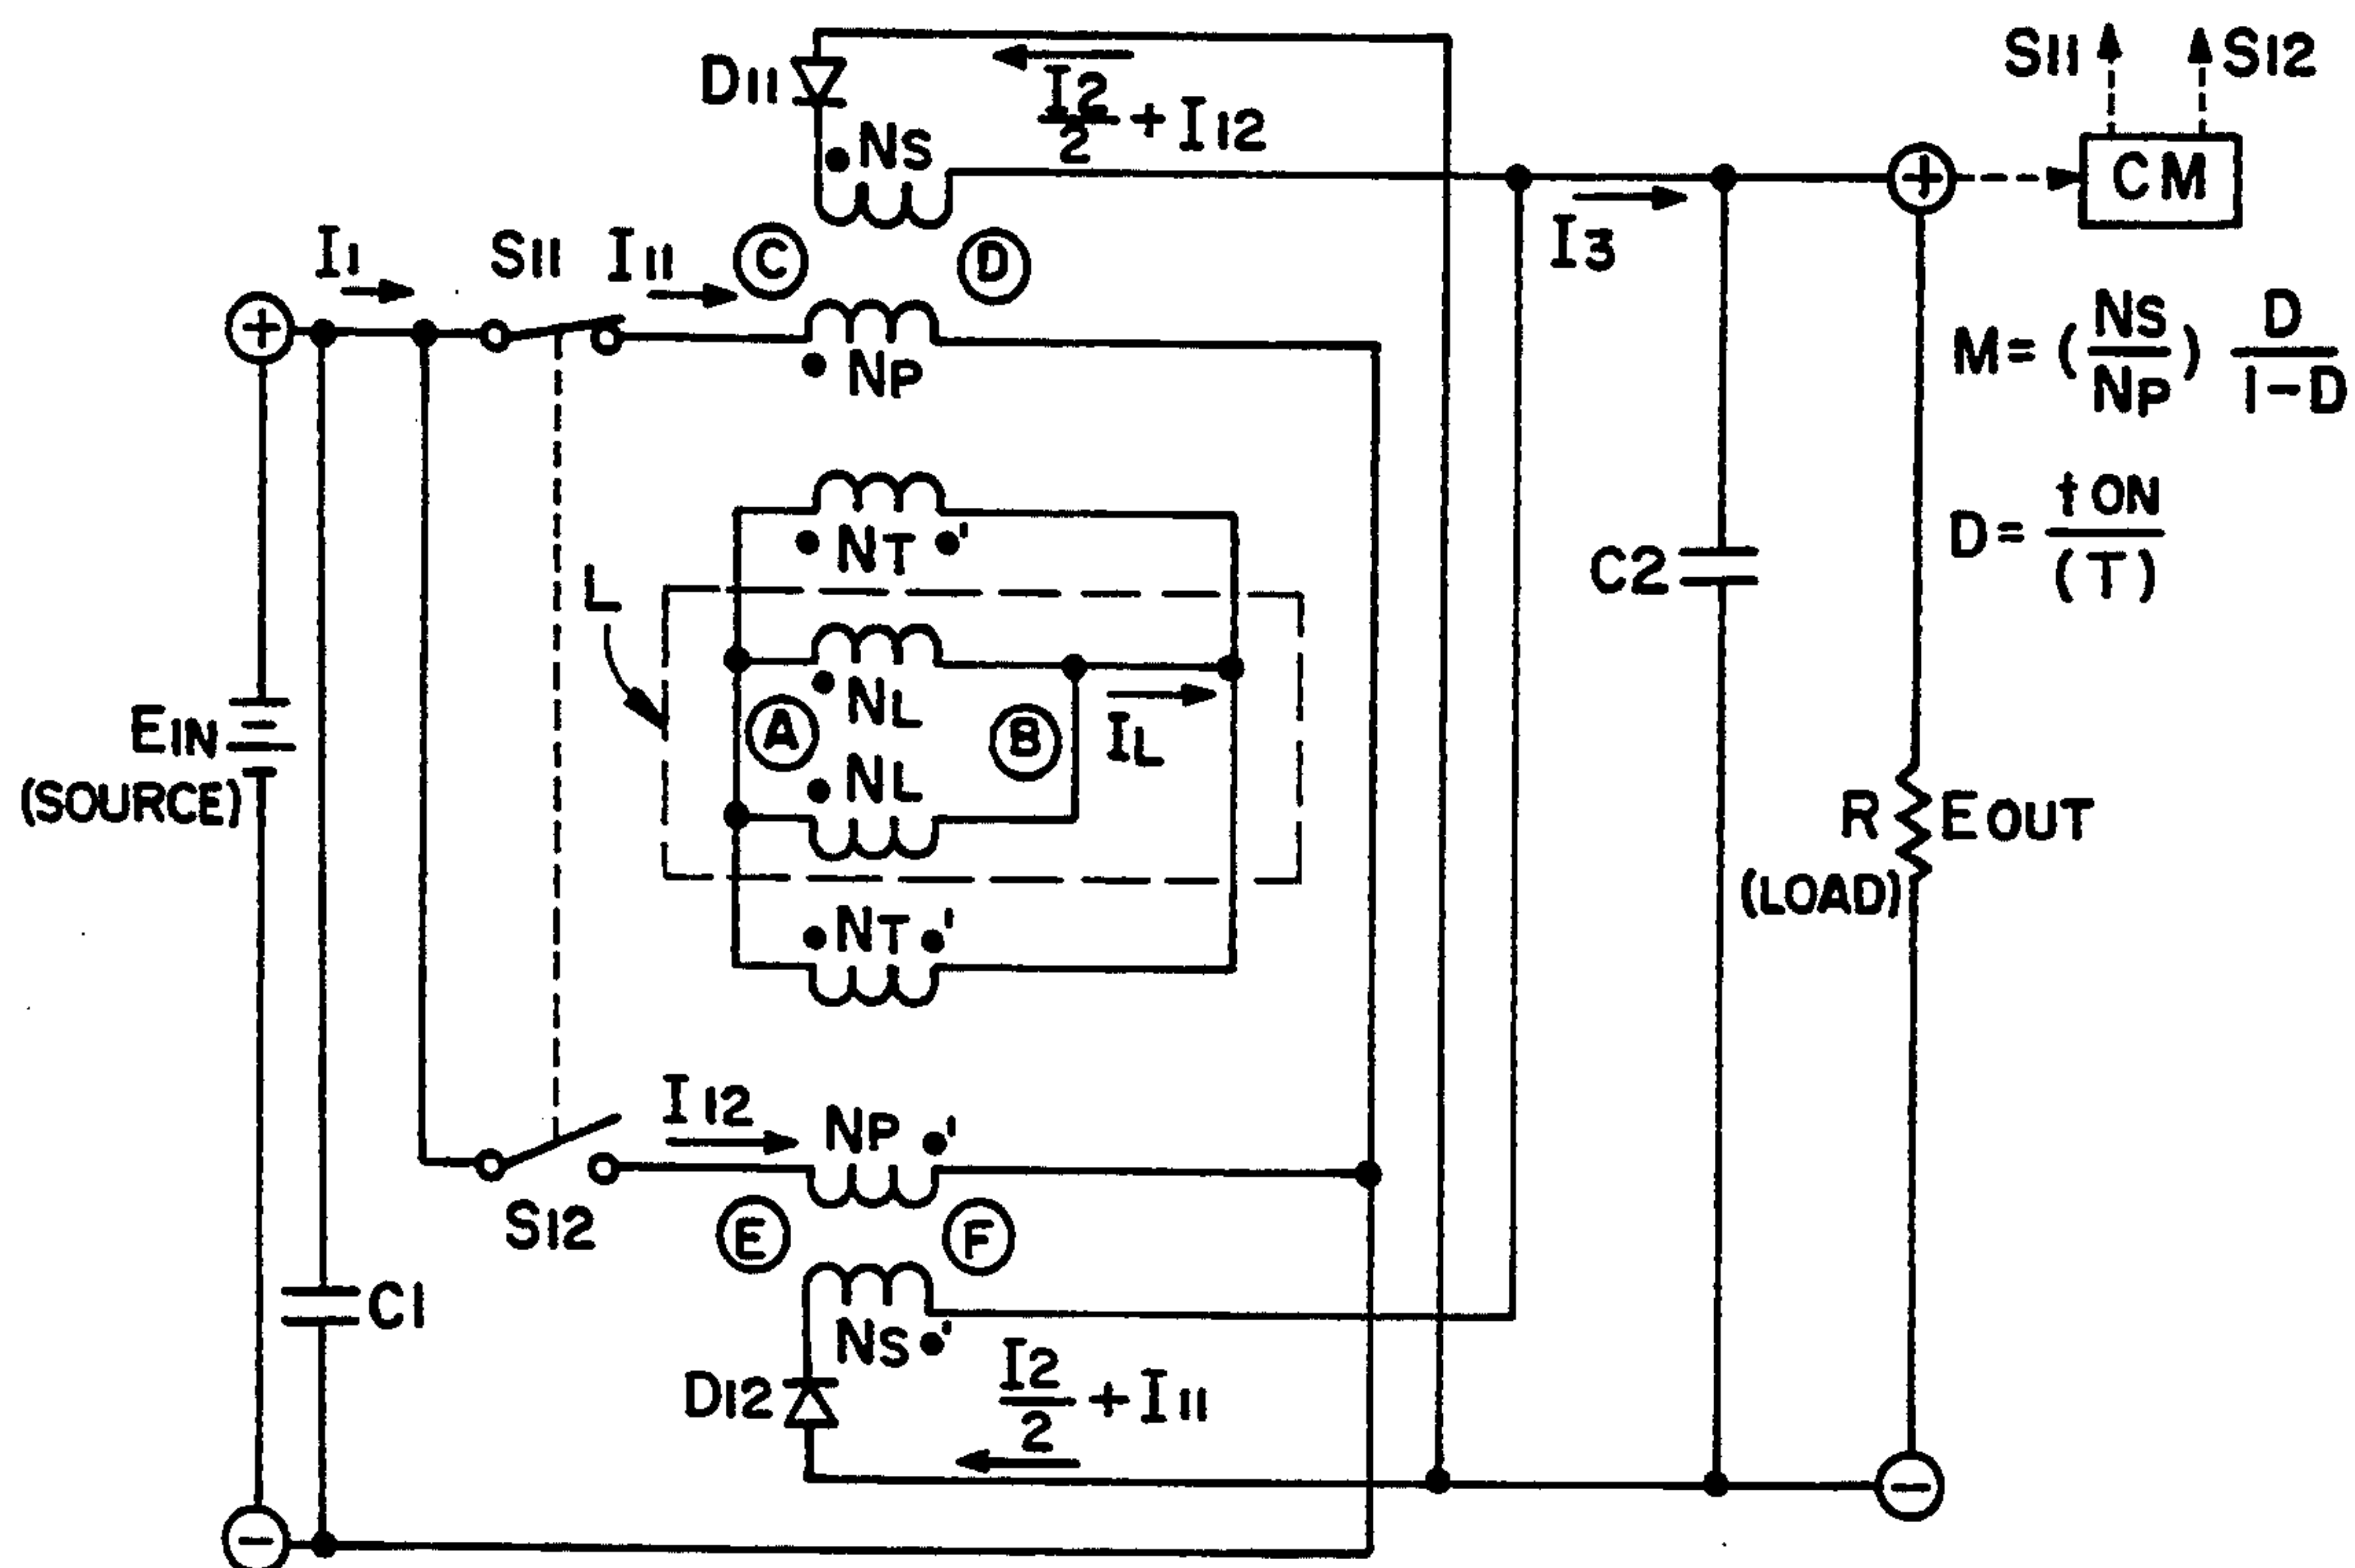 D11
I2/2 + I12
S11
S12
CM
NS
I1
S11
I11
C
D
I3
NP
M = (NS/NP) D/1-D
NT '
D = tON/(T)
L
C2
NL
A
B
IL
NL
EIN
(SOURCE)
R
EOUT
(LOAD)
NT '
I12
NP '
S12
E
F
C1
NS '
D12
I2/2 + I11